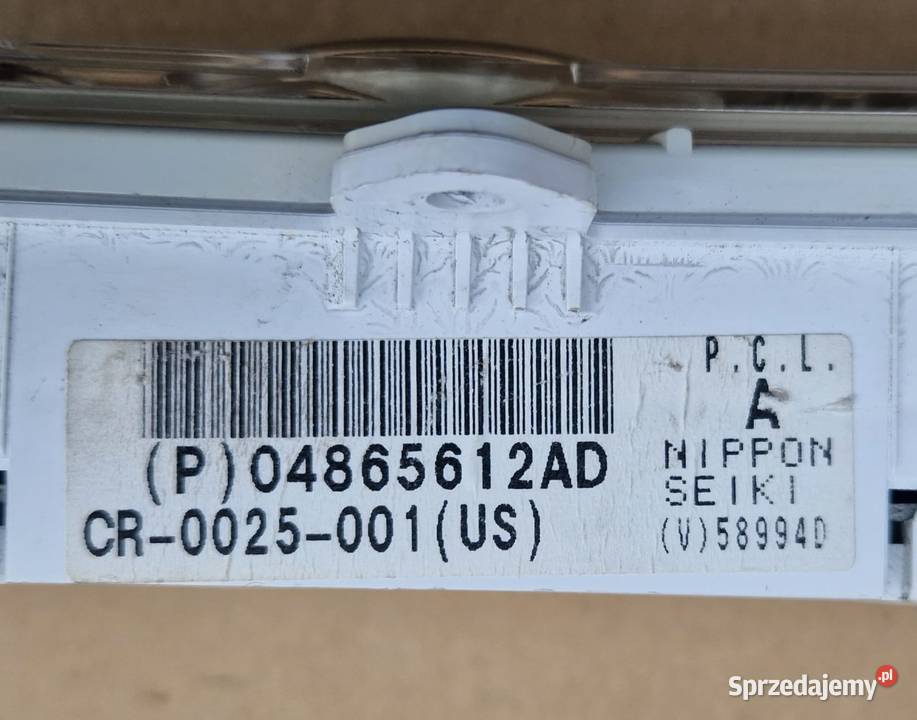 P.C.L.
A
(P)04865612AD
NIPPON
SEIKI
CR-0025-001(US)
(V)58994D
Sprzedajemy.pl